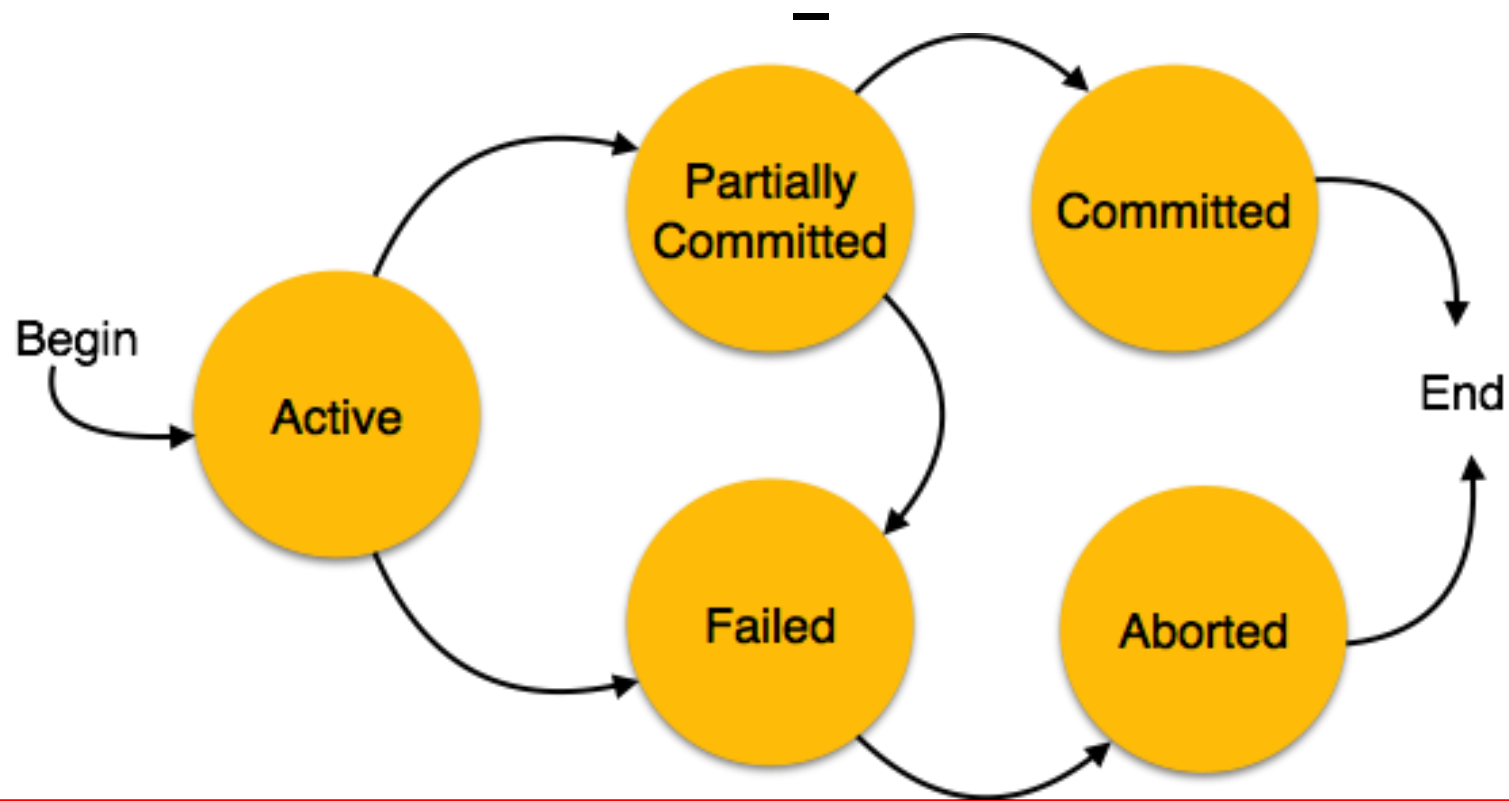 Partially
Committed
Committed
Begin
Active
End
Failed
Aborted